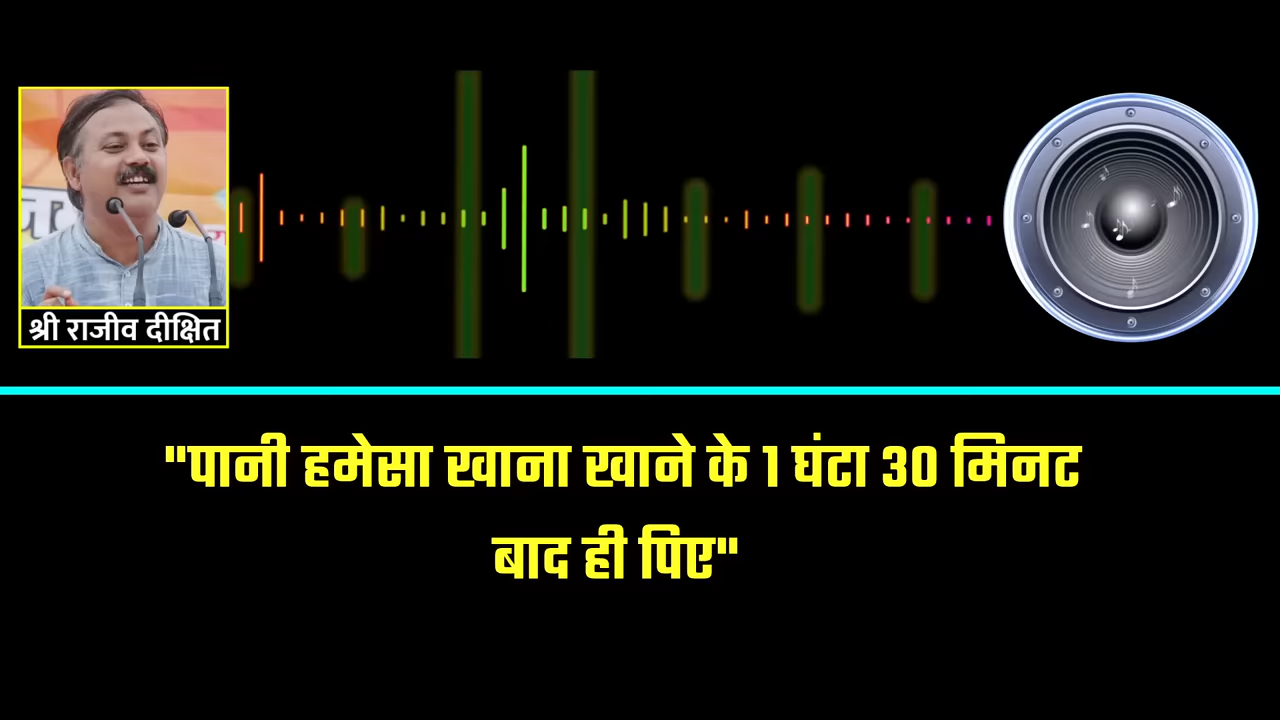 श्री राजीव दीक्षित
"पानी हमेसा खाना खाने के 1 घंटा 30 मिनट
बाद ही पिए"